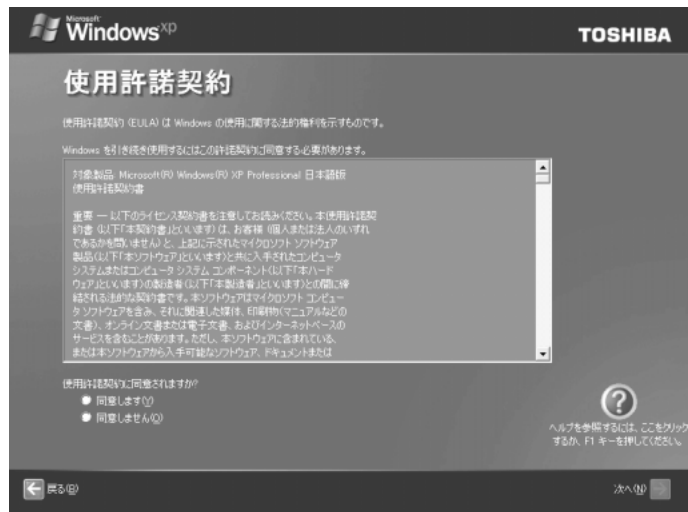 Microsoft
Windows xp
TOSHIBA
使用許諾契約
使用許諾契約 (EULA) は Windows の使用に関する法的権利を示すものです。
Windows を引き続き使用するにはこの許諾契約に同意する必要があります。
対象製品 Microsoft(R) Windows(R) XP Professional 日本語版
使用許諾契約書
重要 — 以下のライセンス契約書を注意してお読みください。本使用許諾契
約書 (以下「本契約書」といいます) は、お客様 (個人または法人のいずれ
であるかを問いません) と、上記に示されたマイクロソフト ソフトウェア
製品(以下「本ソフトウェア」といいます)と共に入手されたコンピュータ
システムまたはコンピュータ システム コンポーネント(以下「本ハード
ウェア」といいます)の製造者(以下「本製造者」といいます)との間に締
結される法的な契約書です。本ソフトウェアはマイクロソフト コンピュー
タ ソフトウェアを含み、それに関連した媒体、印刷物(マニュアルなどの
文書)、オンライン文書または電子文書、およびインターネットベースの
サービスを含むことがあります。ただし、本ソフトウェアに含まれている、
または本ソフトウェアから入手可能なソフトウェア、ドキュメントまたは
使用許諾契約に同意されますか?
同意します(Y)
同意しません(O)
ヘルプを参照するには、ここをクリック
するか、F1 キーを押してください。
戻る(B)
次へ(N)